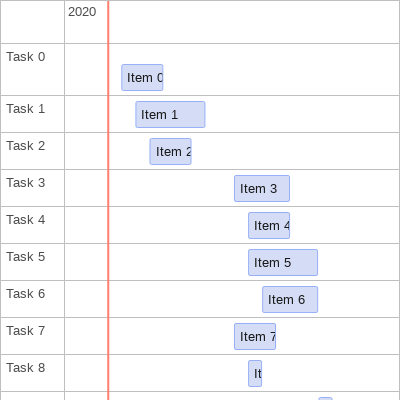 2020
Task 0
Item 0
Task 1
Item 1
Task 2
Item 2
Task 3
Item 3
Task 4
Item 4
Task 5
Item 5
Task 6
Item 6
Task 7
Item 7
Task 8
It